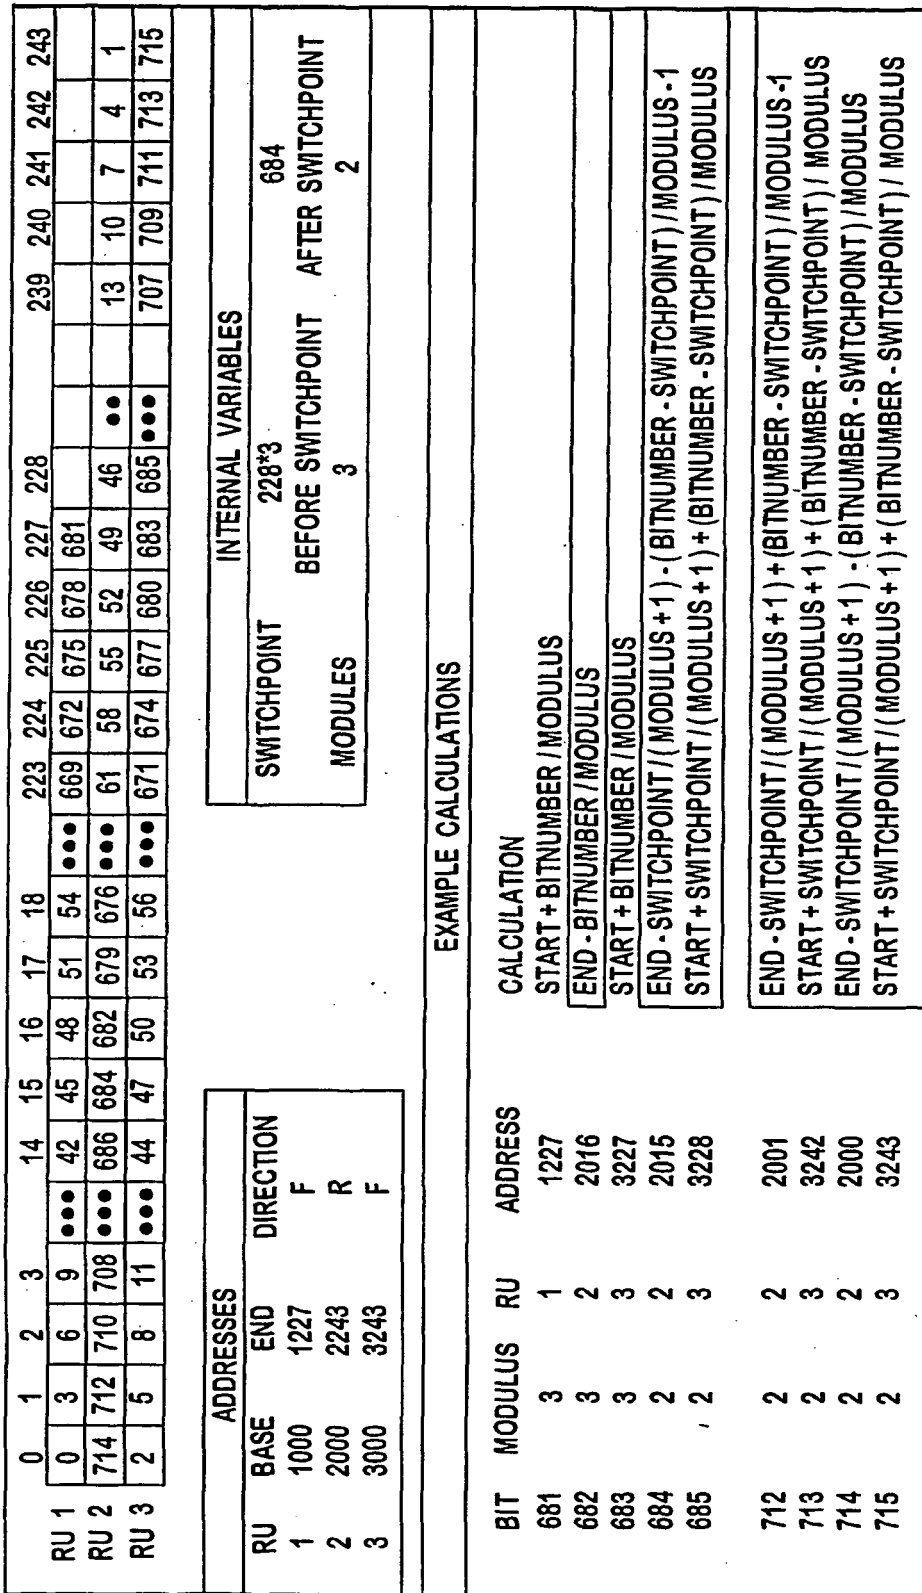 0 1 2 3 14 15 16 17 18 223 224 225 226 227 228 239 240 241 242 243
RU 1 0 3 6 9 ●●● 42 45 48 51 54 ●●● 669 672 675 678 681
RU 2 714 712 710 708 ●●● 686 684 682 679 676 ●●● 61 58 55 52 49 46 ●● 13 10 7 4 1
RU 3 2 5 8 11 ●●● 44 47 50 53 56 ●●● 671 674 677 680 683 685 ●●● 707 709 711 713 715
ADDRESSES
RU BASE END DIRECTION
1 1000 1227 F
2 2000 2243 R
3 3000 3243 F
INTERNAL VARIABLES
SWITCHPOINT 228*3 684
BEFORE SWITCHPOINT AFTER SWITCHPOINT
MODULES 3 2
EXAMPLE CALCULATIONS
BIT MODULUS RU ADDRESS CALCULATION
681 3 1 1227 START + BITNUMBER / MODULUS
682 3 2 2016 END - BITNUMBER / MODULUS
683 3 3 3227 START + BITNUMBER / MODULUS
684 2 2 2015 END - SWITCHPOINT / (MODULUS + 1) - (BITNUMBER - SWITCHPOINT) / MODULUS -1
685 2 3 3228 START + SWITCHPOINT / (MODULUS + 1) + (BITNUMBER - SWITCHPOINT) / MODULUS
712 2 2 2001 END - SWITCHPOINT / (MODULUS + 1) + (BITNUMBER - SWITCHPOINT) / MODULUS -1
713 2 3 3242 START + SWITCHPOINT / (MODULUS + 1) + (BITNUMBER - SWITCHPOINT) / MODULUS
714 2 2 2000 END - SWITCHPOINT / (MODULUS + 1) - (BITNUMBER - SWITCHPOINT) / MODULUS
715 2 3 3243 START + SWITCHPOINT / (MODULUS + 1) + (BITNUMBER - SWITCHPOINT) / MODULUS